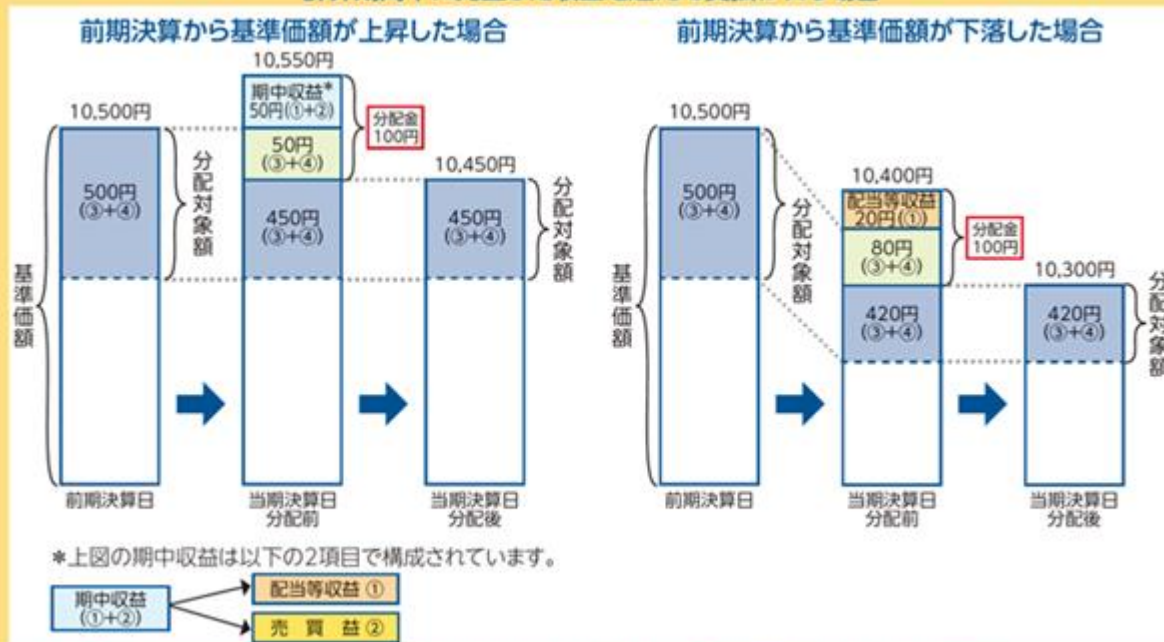 前期決算から基準価額が上昇した場合
10,500円
500円
(③+④)
分配対象額
基準価額
前期決算日
10,550円
期中収益*
50円(①+②)
50円
(③+④)
450円
(③+④)
分配金
100円
当期決算日
分配前
10,450円
450円
(③+④)
分配対象額
当期決算日
分配後
前期決算から基準価額が下落した場合
10,500円
500円
(③+④)
分配対象額
基準価額
前期決算日
10,400円
配当等収益
20円(①)
80円
(③+④)
420円
(③+④)
分配金
100円
当期決算日
分配前
10,300円
420円
(③+④)
分配対象額
当期決算日
分配後
*上図の期中収益は以下の2項目で構成されています。
期中収益
(①+②)
配当等収益 ①
売 買 益 ②